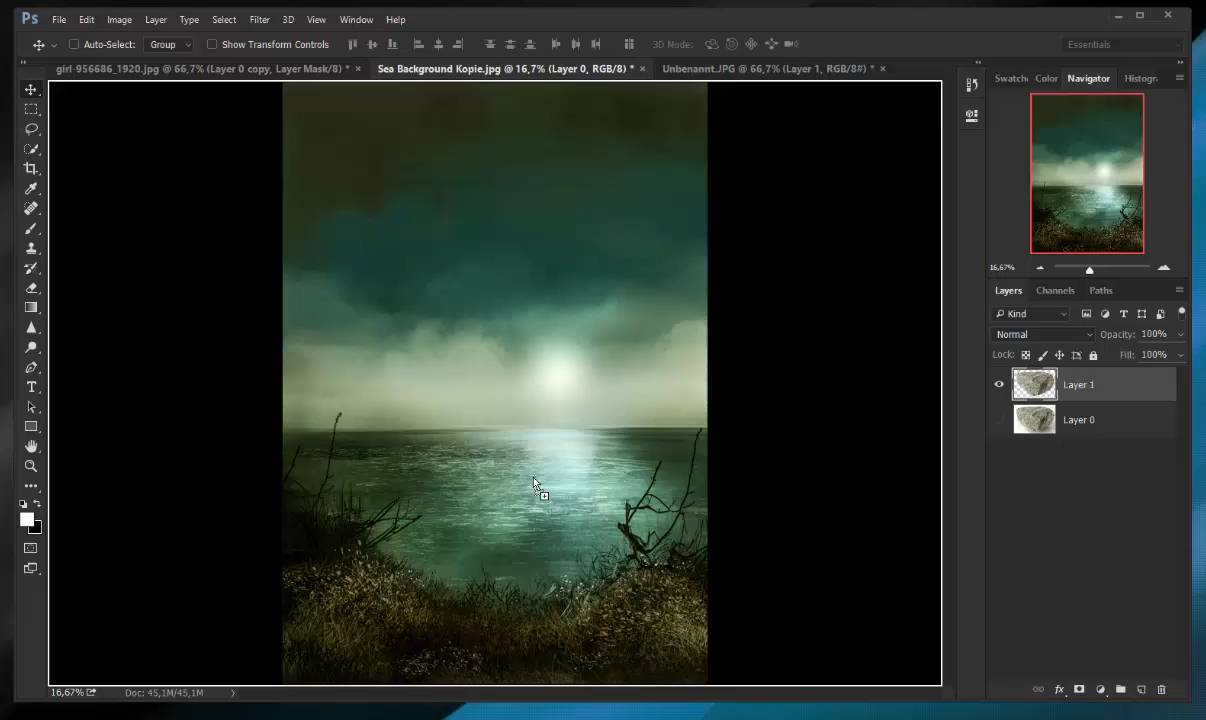 Ps File Edit Image Layer Type Select Filter 3D View Window Help
Auto-Select: Group Show Transform Controls 3D Mode: Essentials
girl-956686_1920.jpg @ 66,7% (Layer 0 copy, Layer Mask/8) * × Sea Background Kopie.jpg @ 16,7% (Layer 0, RGB/8) * × Unbenannt.JPG @ 66,7% (Layer 1, RGB/8#) * ×
Swatch Color Navigator Histogr
16,67%
Layers Channels Paths
Kind
Normal Opacity: 100%
Lock: Fill: 100%
Layer 1
Layer 0
T
fx
16,67% Doc: 45,1M/45,1M